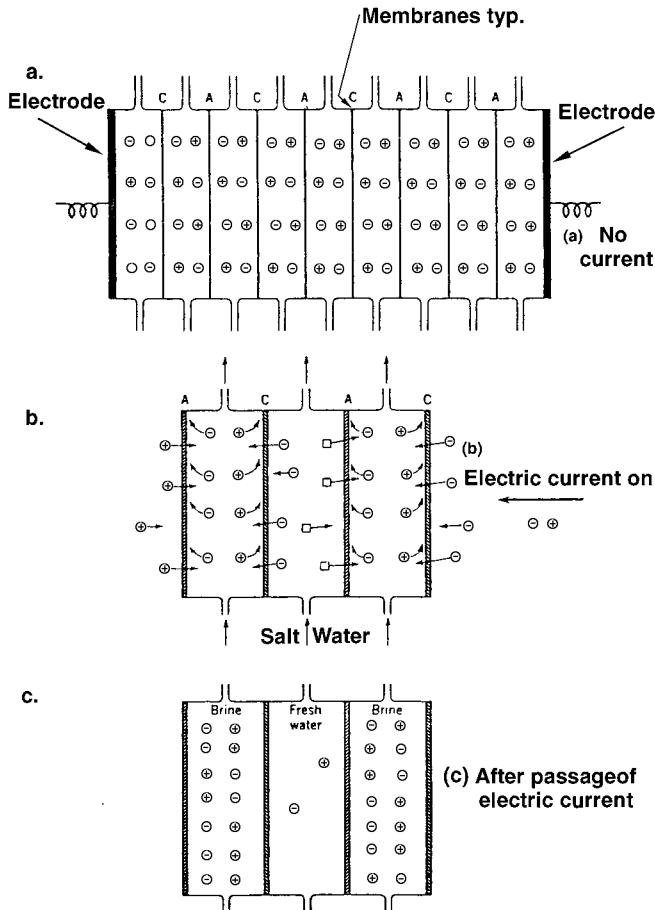 Membranes typ.
a.
C A C A C A C A
Electrode
Electrode
(a) No
current
b.
A C A C
(b)
Electric current on
Salt Water
c.
Brine Fresh Brine
water
(c) After passageof
electric current